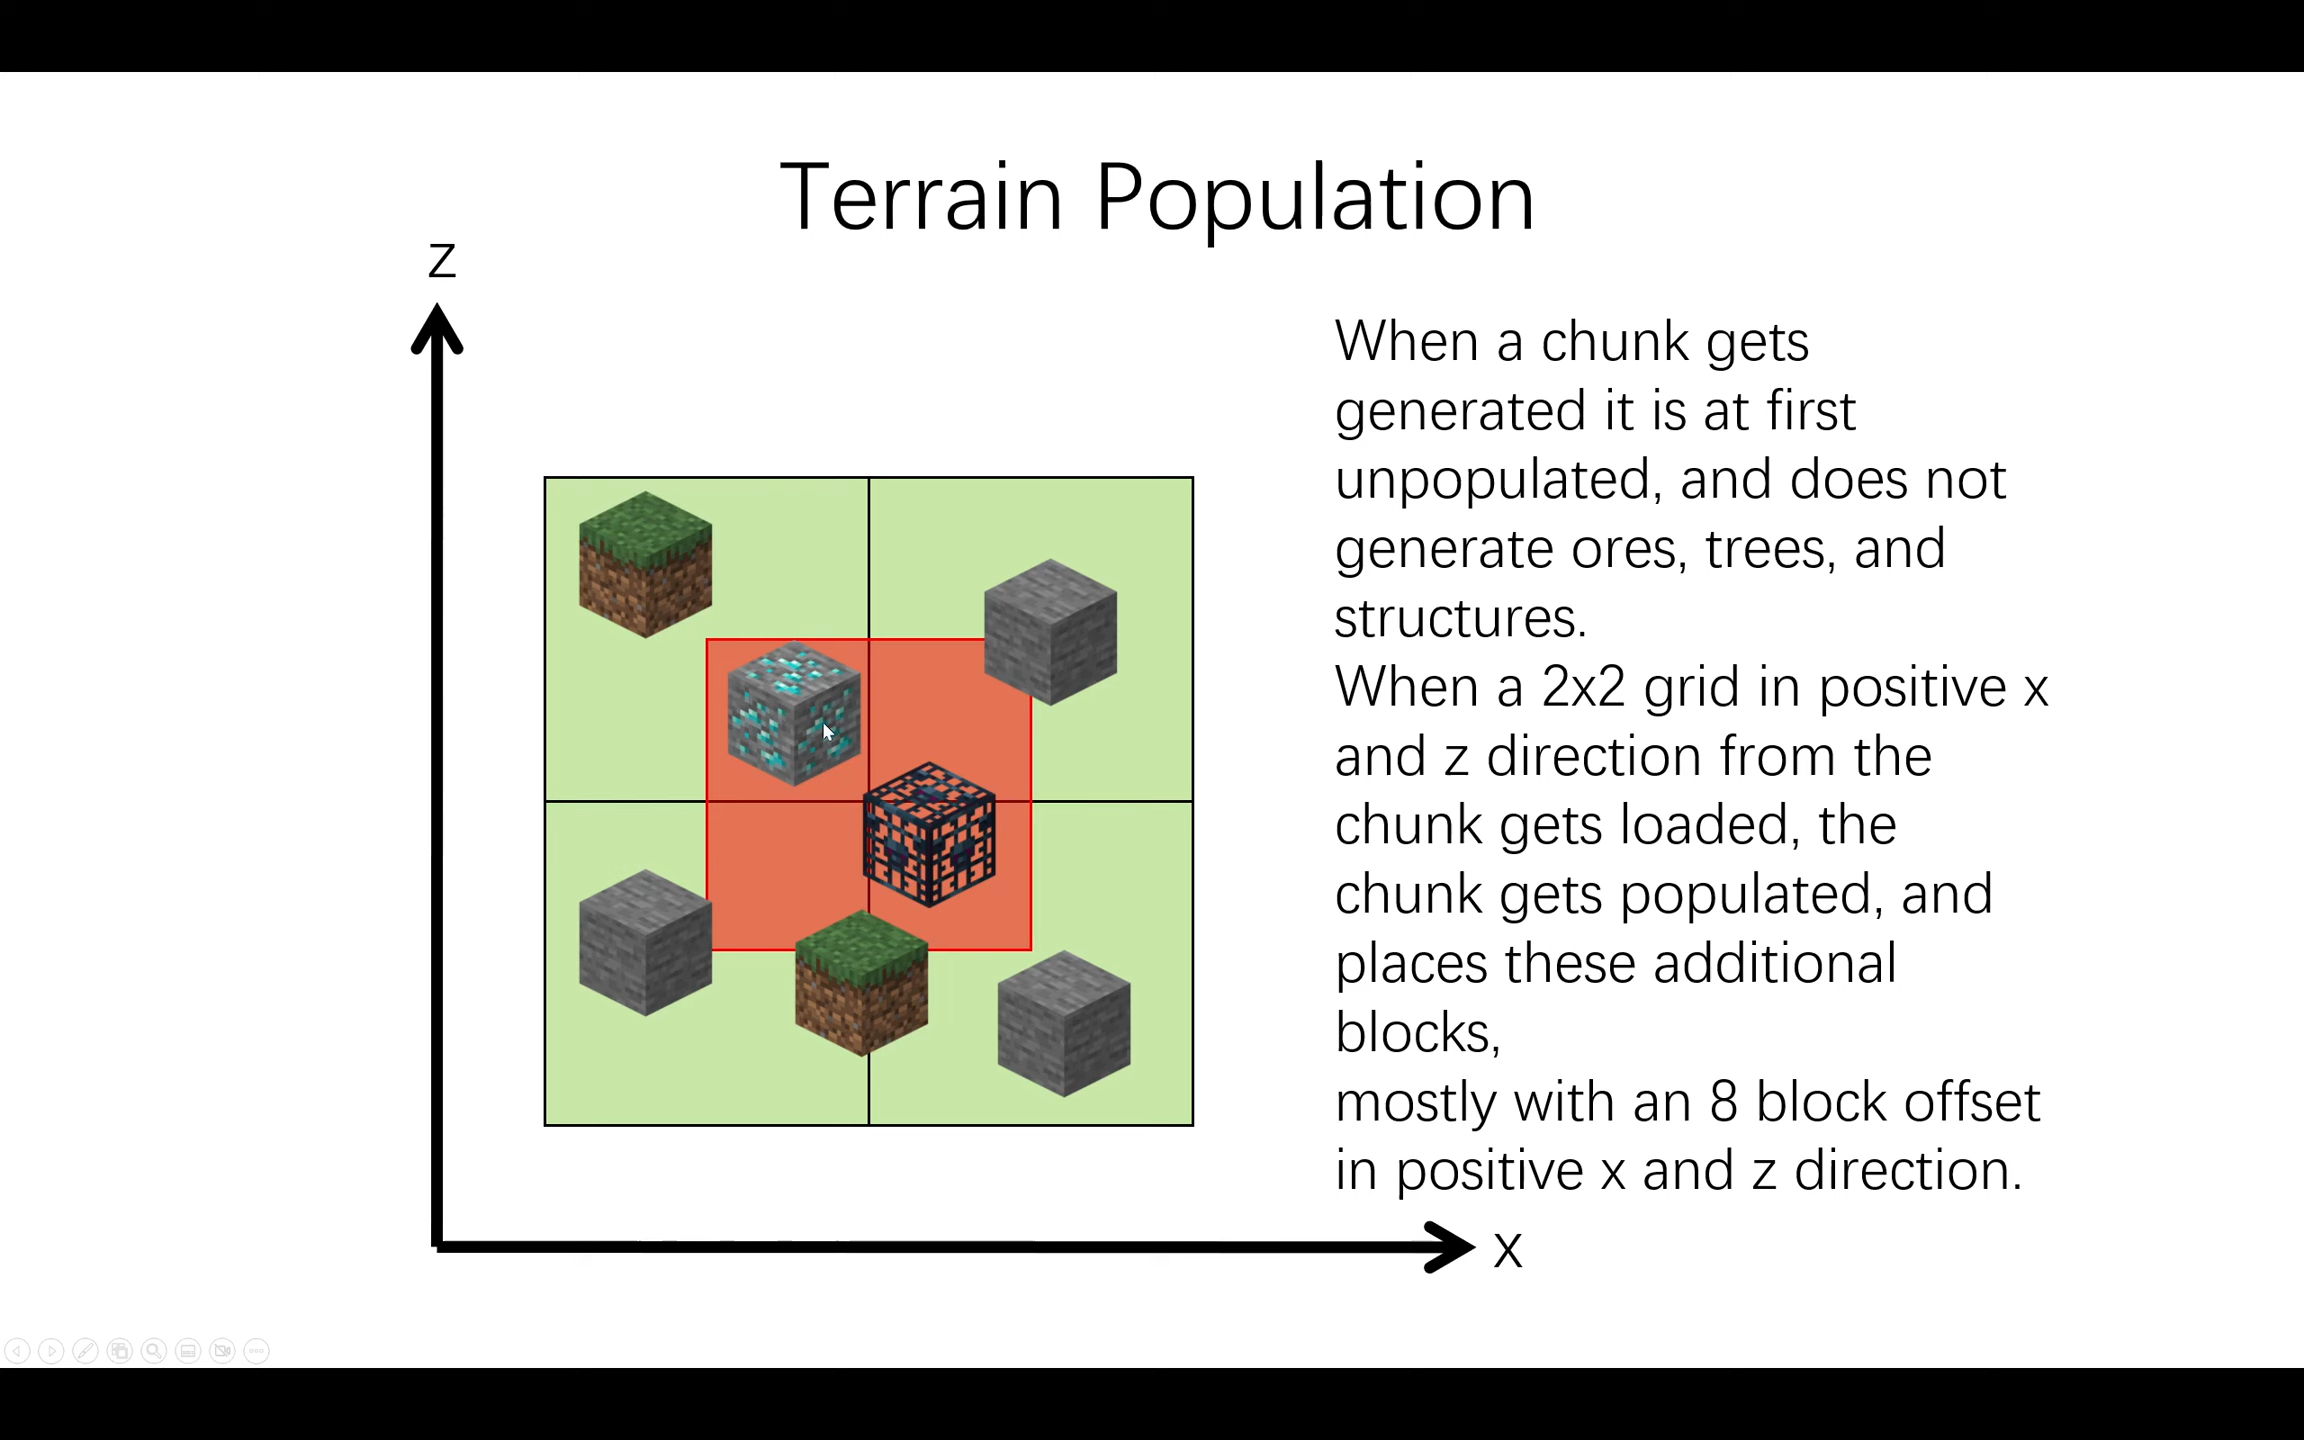 Terrain Population
z
When a chunk gets
generated it is at first
unpopulated, and does not
generate ores, trees, and
structures.
When a 2x2 grid in positive x
and z direction from the
chunk gets loaded, the
chunk gets populated, and
places these additional
blocks,
mostly with an 8 block offset
in positive x and z direction.
x